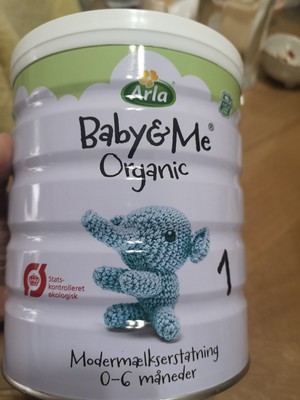 Arla
Baby&Me®
Organic
1
Ø
Stats-
kontrolleret
økologisk
Modermælkserstatning
0-6 måneder